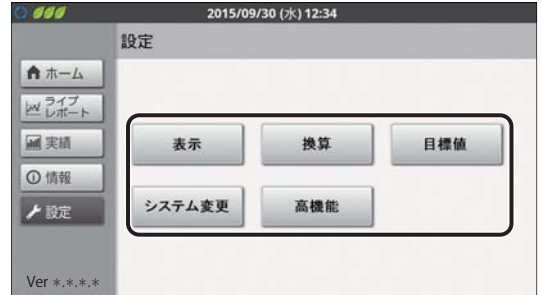 2015/09/30 (水) 12:34
設定
ホーム
ライブ
レポート
実績
情報
設定
表示
換算
目標値
システム変更
高機能
Ver *.*.*.*